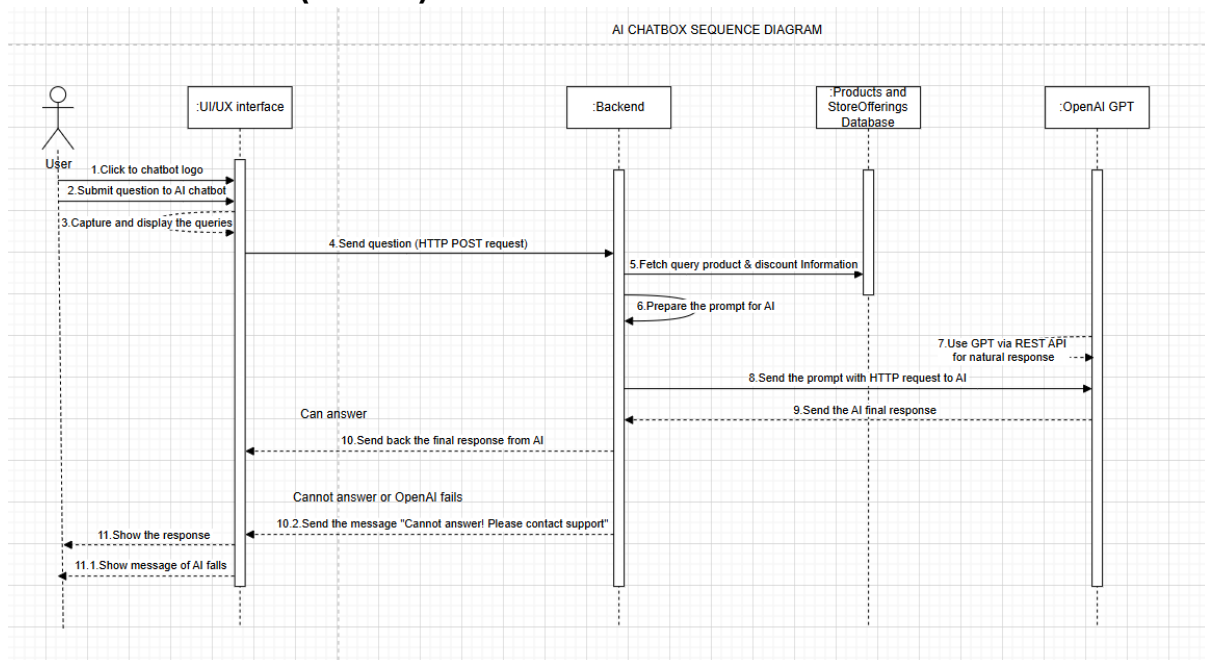 AI CHATBOX SEQUENCE DIAGRAM
:UI/UX interface
:Backend
:Products and
StoreOfferings
Database
:OpenAI GPT
User
1.Click to chatbot logo
2.Submit question to AI chatbot
3.Capture and display the queries
4.Send question (HTTP POST request)
5.Fetch query product & discount Information
6.Prepare the prompt for AI
7.Use GPT via REST API
for natural response
8.Send the prompt with HTTP request to AI
9.Send the AI final response
Can answer
10.Send back the final response from AI
Cannot answer or OpenAI fails
10.2.Send the message "Cannot answer! Please contact support"
11.Show the response
11.1.Show message of AI falls